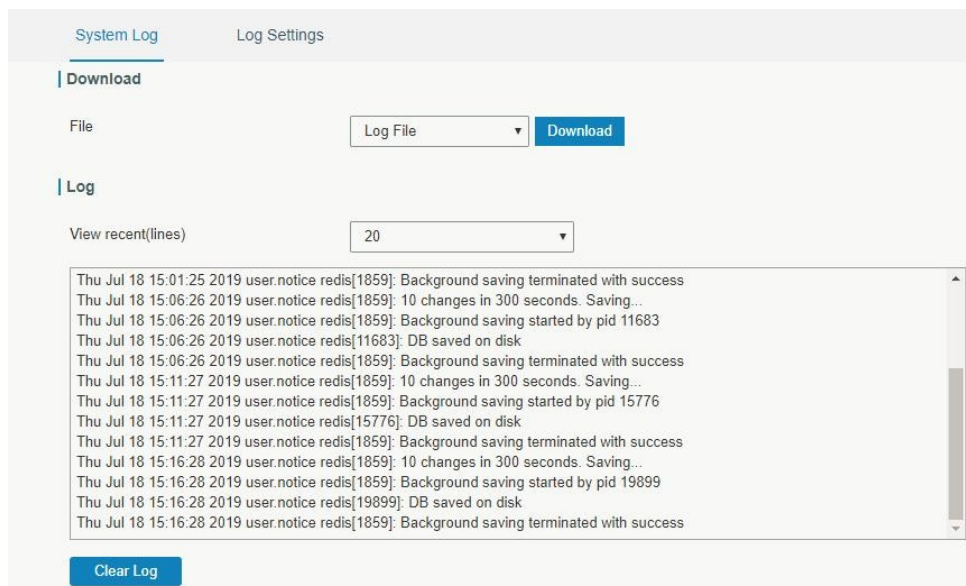 System Log Log Settings
Download
File Log File Download
Log
View recent(lines) 20
Thu Jul 18 15:01:25 2019 user.notice redis[1859]: Background saving terminated with success
Thu Jul 18 15:06:26 2019 user.notice redis[1859]: 10 changes in 300 seconds. Saving...
Thu Jul 18 15:06:26 2019 user.notice redis[1859]: Background saving started by pid 11683
Thu Jul 18 15:06:26 2019 user.notice redis[11683]: DB saved on disk
Thu Jul 18 15:06:26 2019 user.notice redis[1859]: Background saving terminated with success
Thu Jul 18 15:11:27 2019 user.notice redis[1859]: 10 changes in 300 seconds. Saving...
Thu Jul 18 15:11:27 2019 user.notice redis[1859]: Background saving started by pid 15776
Thu Jul 18 15:11:27 2019 user.notice redis[15776]: DB saved on disk
Thu Jul 18 15:11:27 2019 user.notice redis[1859]: Background saving terminated with success
Thu Jul 18 15:16:28 2019 user.notice redis[1859]: 10 changes in 300 seconds. Saving...
Thu Jul 18 15:16:28 2019 user.notice redis[1859]: Background saving started by pid 19899
Thu Jul 18 15:16:28 2019 user.notice redis[19899]: DB saved on disk
Thu Jul 18 15:16:28 2019 user.notice redis[1859]: Background saving terminated with success
Clear Log